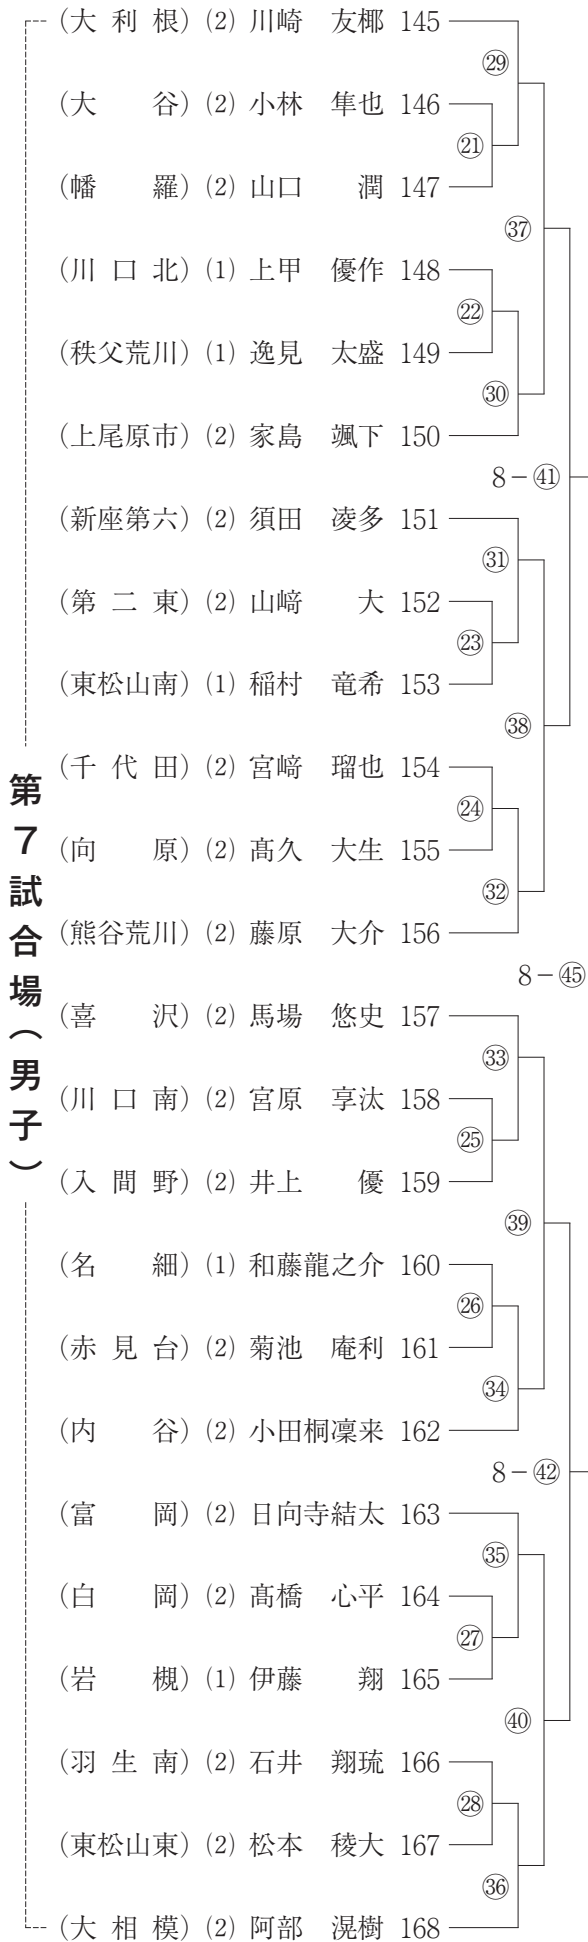 第7試合場（男子）
(大利根) (2) 川崎 友椰 145
㉙
(大谷) (2) 小林 隼也 146
㉑
(幡羅) (2) 山口 潤 147
㊲
(川口北) (1) 上甲 優作 148
㉒
(秩父荒川) (1) 逸見 太盛 149
㉚
(上尾原市) (2) 家島 颯下 150
8－㊶
(新座第六) (2) 須田 凌多 151
㉛
(第二東) (2) 山﨑 大 152
㉓
(東松山南) (1) 稲村 竜希 153
㊳
(千代田) (2) 宮﨑 瑠也 154
㉔
(向原) (2) 髙久 大生 155
㉜
(熊谷荒川) (2) 藤原 大介 156
8－㊺
(喜沢) (2) 馬場 悠史 157
㉝
(川口南) (2) 宮原 享汰 158
㉕
(入間野) (2) 井上 優 159
㊴
(名細) (1) 和藤龍之介 160
㉖
(赤見台) (2) 菊池 庵利 161
㉞
(内谷) (2) 小田桐凜来 162
8－㊷
(富岡) (2) 日向寺結太 163
㉟
(白岡) (2) 髙橋 心平 164
㉗
(岩槻) (1) 伊藤 翔 165
㊵
(羽生南) (2) 石井 翔琉 166
㉘
(東松山東) (2) 松本 稜大 167
㊱
(大相模) (2) 阿部 滉樹 168